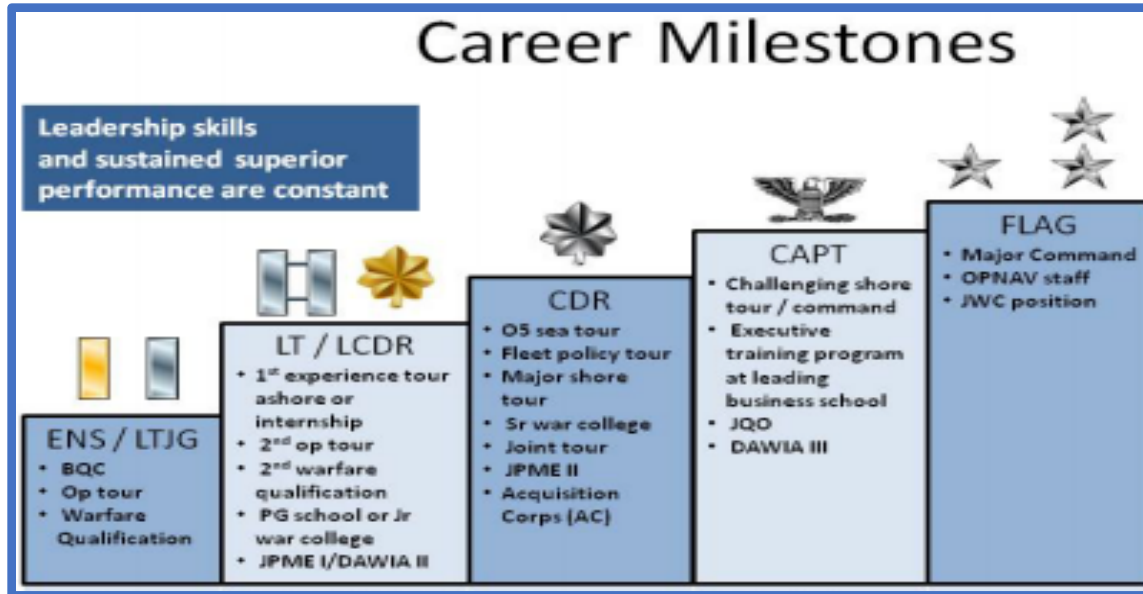 Career Milestones
Leadership skills
and sustained superior
performance are constant
ENS / LTJG
• BQC
• Op tour
• Warfare
Qualification
LT / LCDR
• 1st experience tour
ashore or
internship
• 2nd op tour
• 2nd warfare
qualification
• PG school or Jr
war college
• JPME I/DAWIA II
CDR
• O5 sea tour
• Fleet policy tour
• Major shore
tour
• Sr war college
• Joint tour
• JPME II
• Acquisition
Corps (AC)
CAPT
• Challenging shore
tour / command
• Executive
training program
at leading
business school
• JQO
• DAWIA III
FLAG
• Major Command
• OPNAV staff
• JWC position